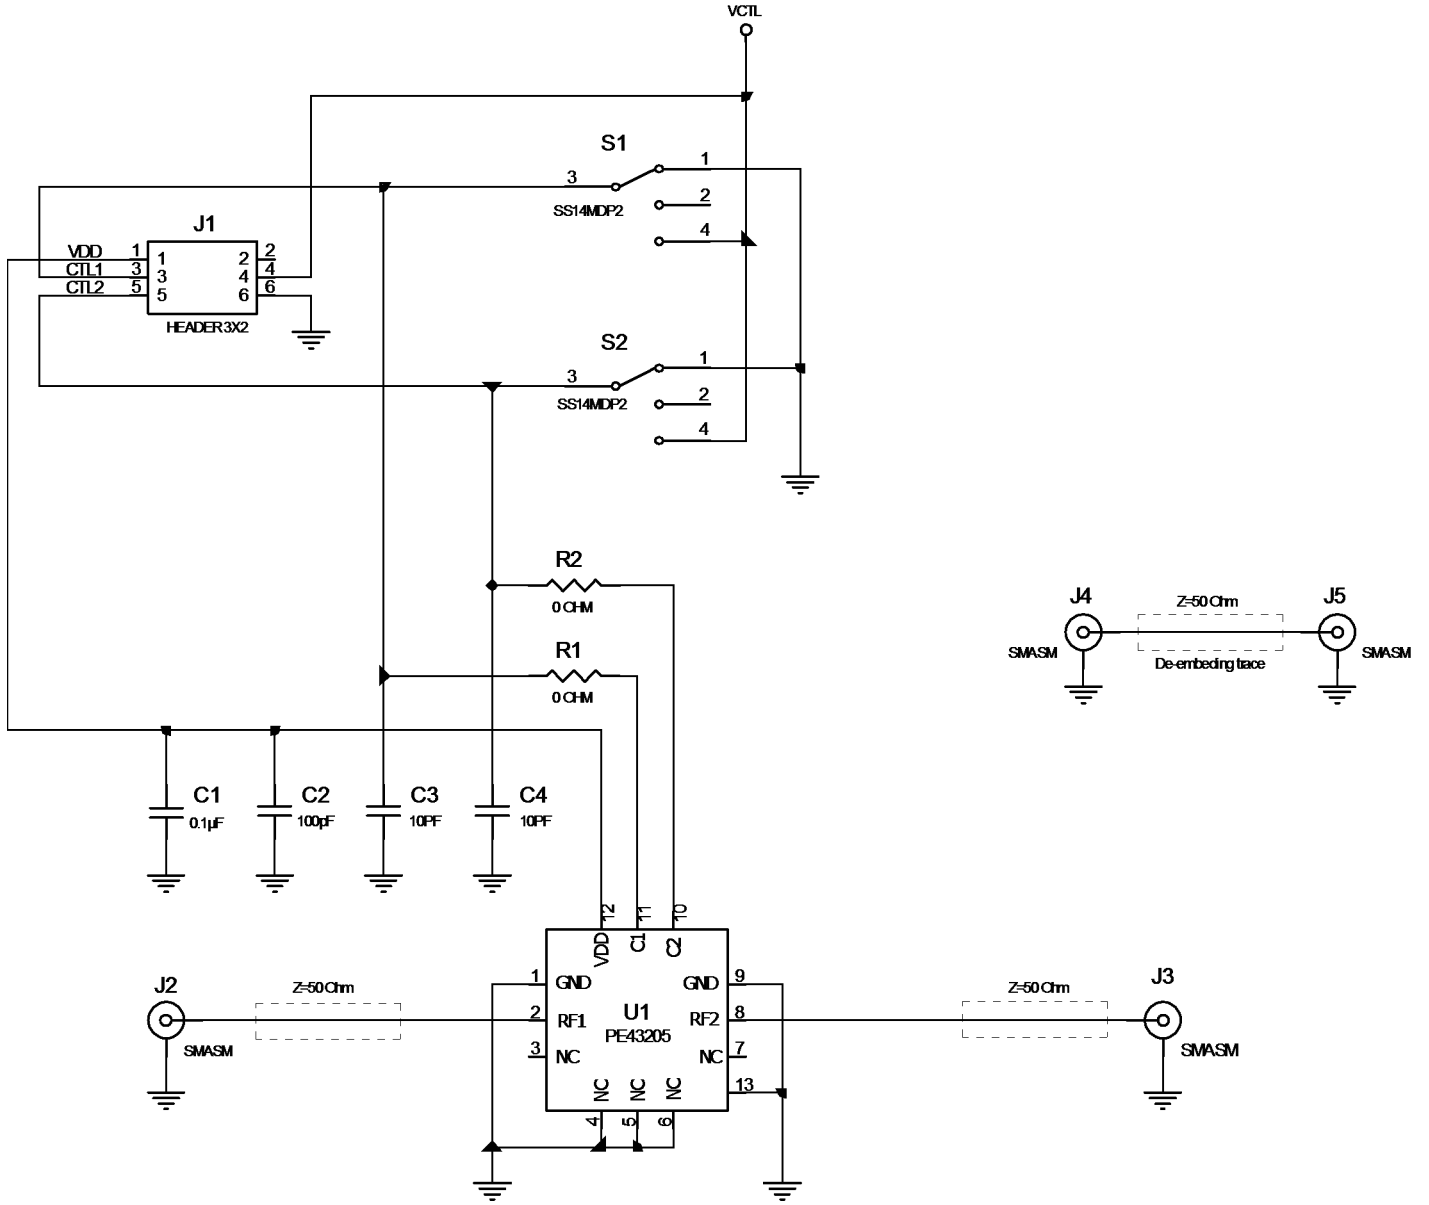 VCTL
S1
3
SS14MDP2
1
2
4
J1
VDD
CTL1
CTL2
1
3
5
1
3
5
2
4
6
2
4
6
HEADER 3X2
S2
3
SS14MDP2
1
2
4
R2
0 OHM
R1
0 OHM
J4
SMASM
Z=50 Ohm
De-embeding trace
J5
SMASM
C1
0.1µF
C2
100pF
C3
10PF
C4
10PF
12
11
10
VDD
C1
C2
J2
SMASM
Z=50 Ohm
1
2
3
GND
RF1
NC
U1
PE43205
GND
RF2
NC
9
8
7
13
NC
NC
NC
4
5
6
Z=50 Ohm
J3
SMASM